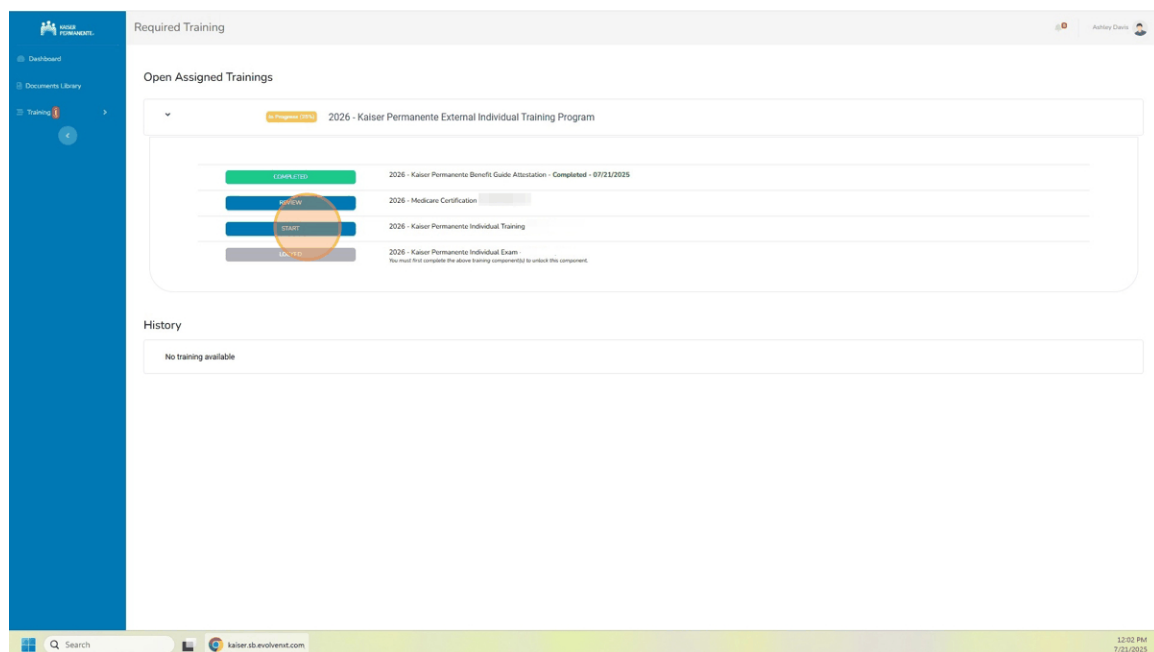 KAISER
PERMANENTE.
Required Training
Ashley Davis
Dashboard
Documents Library
Training
Open Assigned Trainings
In Progress
2026 - Kaiser Permanente External Individual Training Program
COMPLETED
2026 - Kaiser Permanente Benefit Guide Attestation - Completed - 07/21/2025
REVIEW
2026 - Medicare Certification
START
2026 - Kaiser Permanente Individual Training
LOCKED
2026 - Kaiser Permanente Individual Exam -
You must first complete the above training component(s) to unlock this component.
History
No training available
Search
kaiser.sb.evolvenxt.com
12:02 PM
7/21/2025